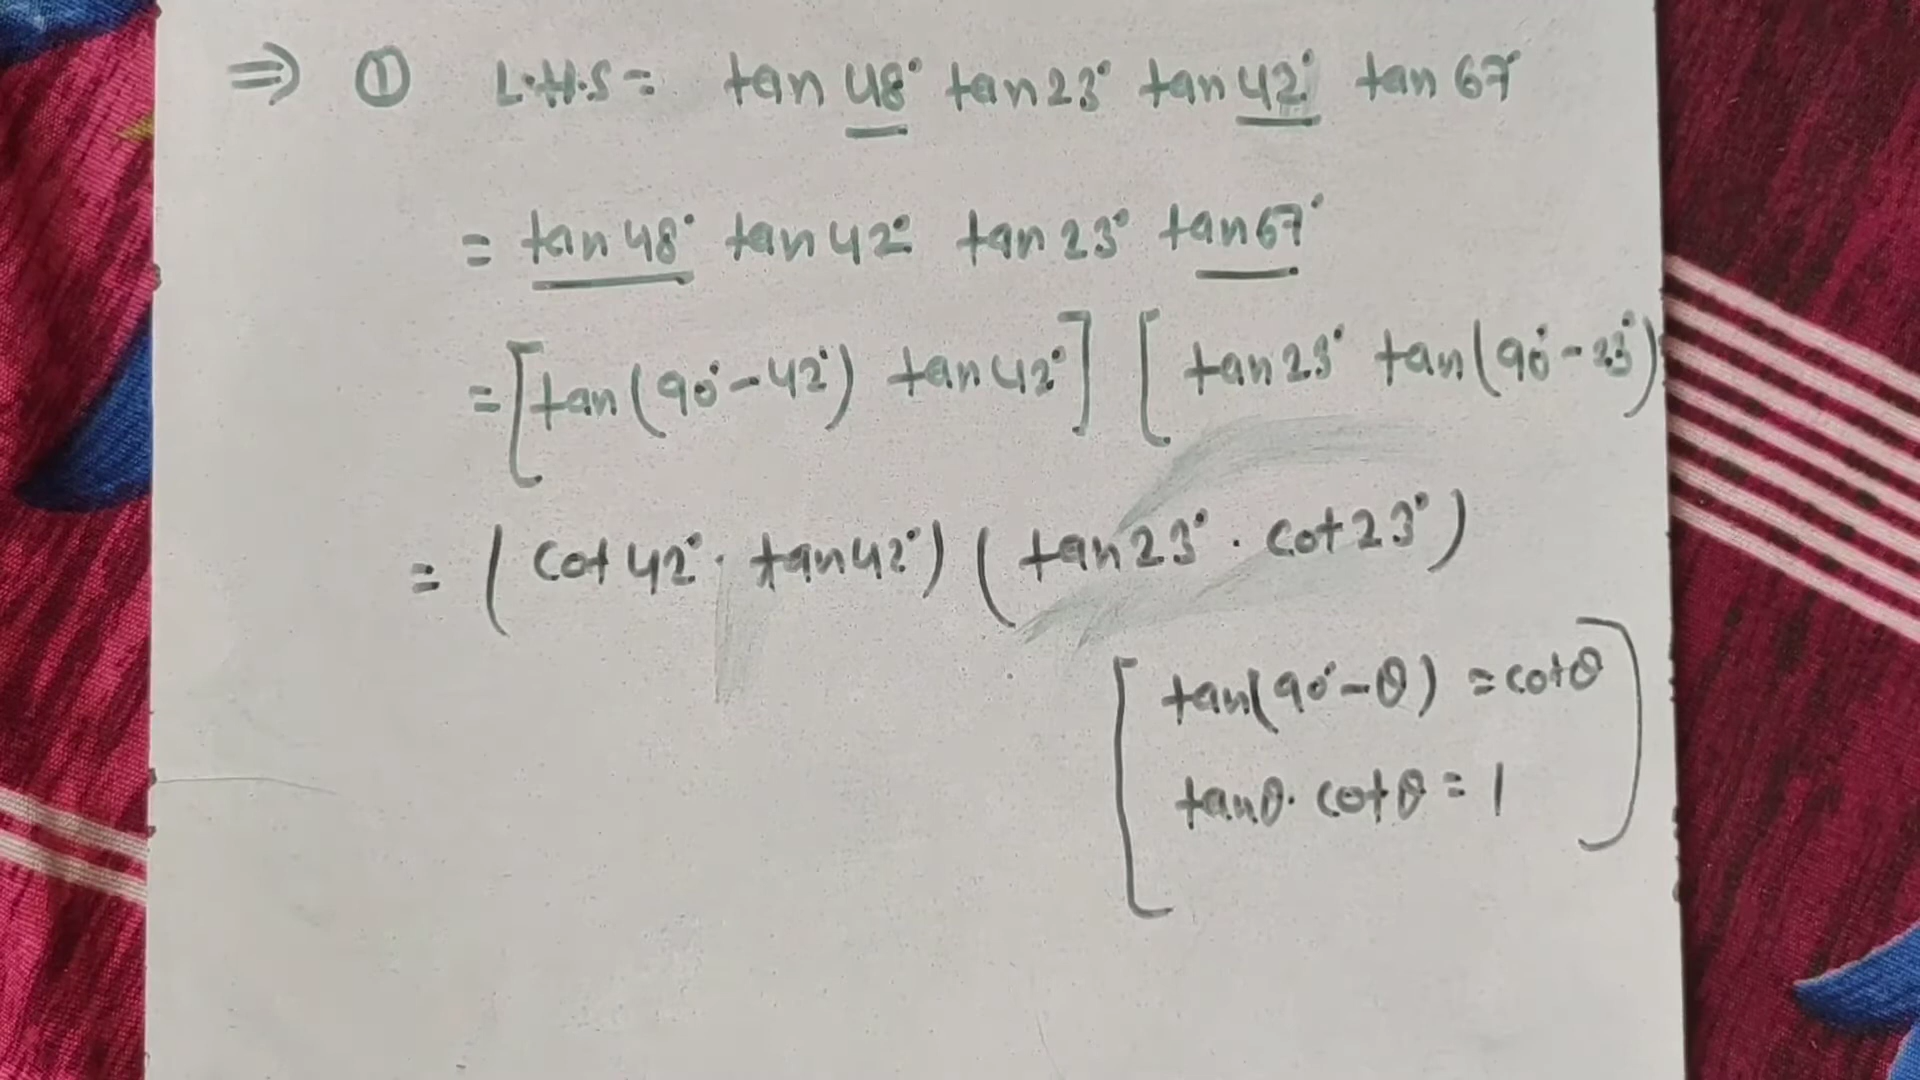 ⇒ ① L.H.S = tan 48° tan 23° tan 42° tan 67°
= tan 48° tan 42° tan 23° tan 67°
= [tan(90° - 42°) tan 42°] [tan 23° tan(90° - 23°)
= (cot 42° · tan 42°) (tan 23° · cot 23°)
[tan(90° - θ) = cot θ
tan θ · cot θ = 1]